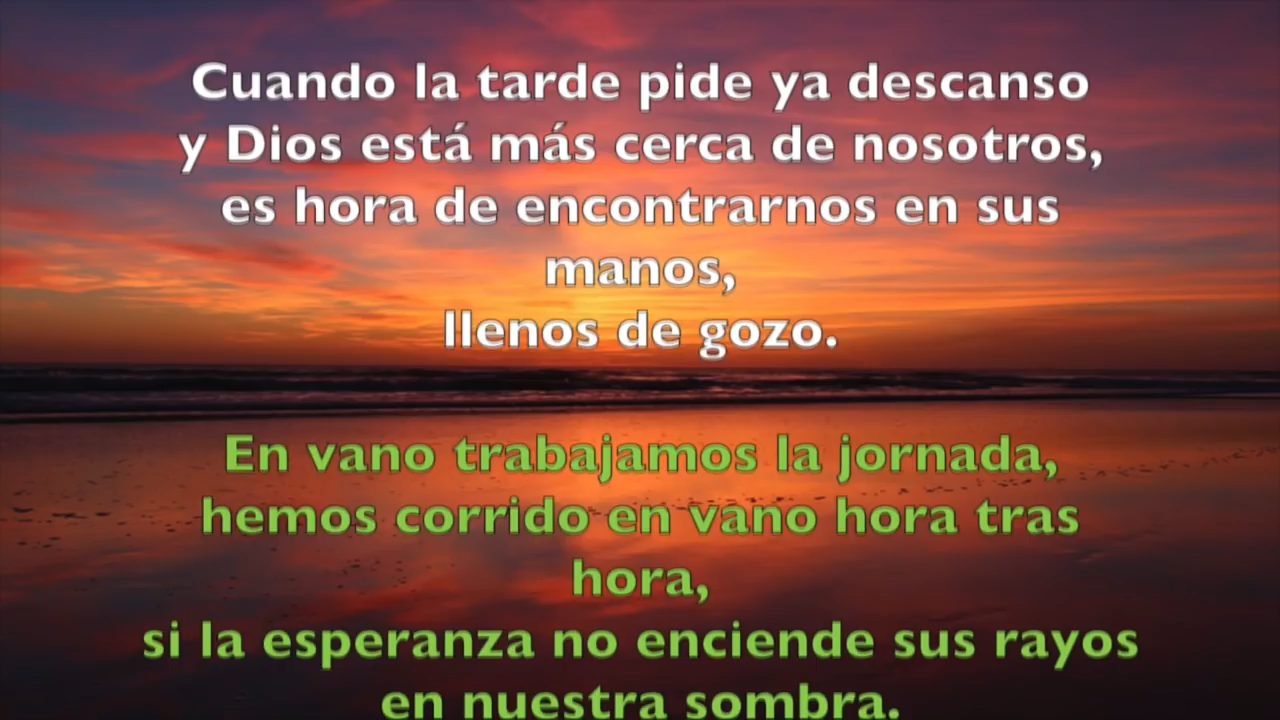 Cuando la tarde pide ya descanso
y Dios está más cerca de nosotros,
es hora de encontrarnos en sus
manos,
llenos de gozo.
En vano trabajamos la jornada,
hemos corrido en vano hora tras
hora,
si la esperanza no enciende sus rayos
en nuestra sombra.